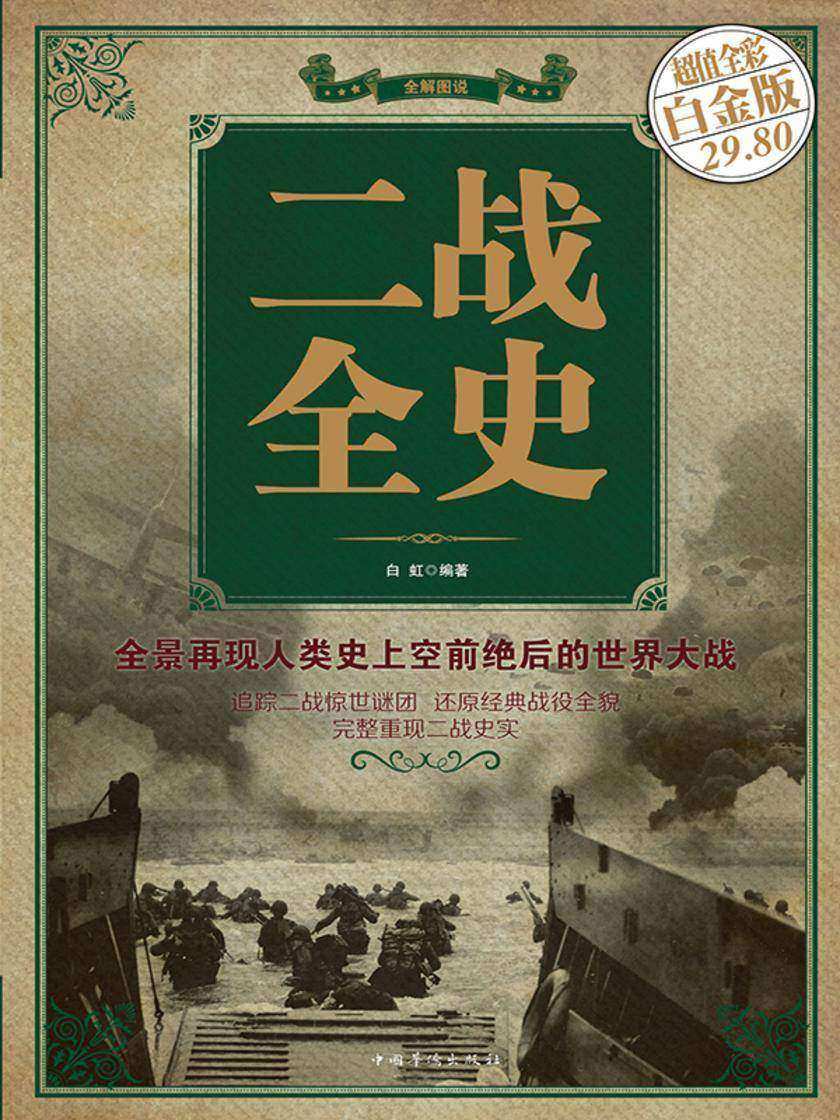 全解图说
超值全彩
白金版
29.80
二战
全史
白 虹◎编著
全景再现人类史上空前绝后的世界大战
追踪二战惊世谜团 还原经典战役全貌
完整重现二战史实
中国华侨出版社